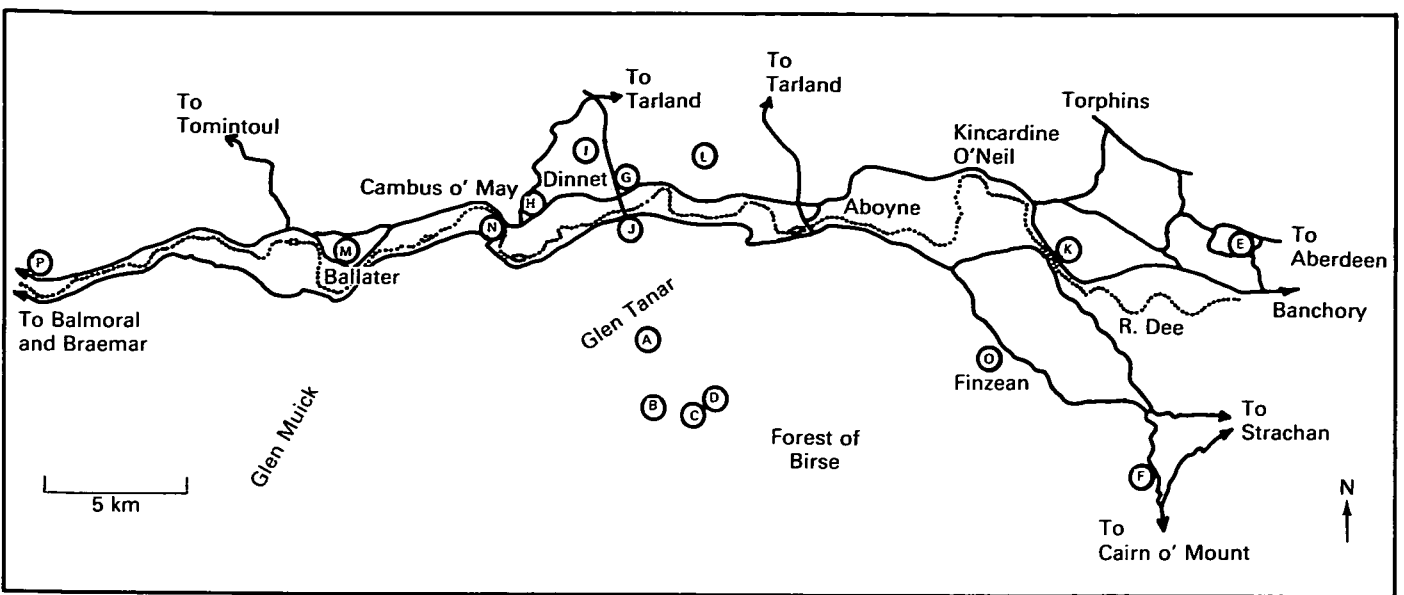 To
Tomintoul
Cambus o' May
To
Tarland
To
Tarland
Torphins
Kincardine
O'Neil
I
L
Dinnet
G
H
N
J
Aboyne
K
E
To
Aberdeen
P
M
Ballater
To Balmoral
and Braemar
Glen Tanar
A
B
C
D
R. Dee
Banchory
O
Finzean
Forest of
Birse
To
Strachan
F
Glen Muick
5 km
To
Cairn o' Mount
N